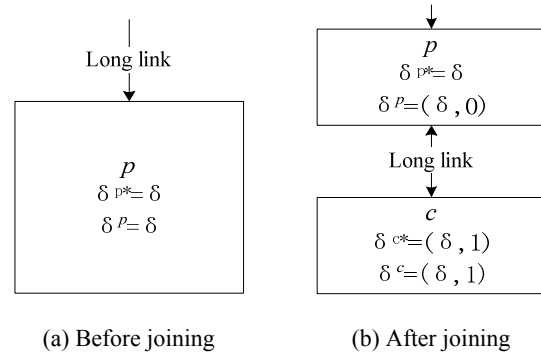 Long link
p
δ p*= δ
δ p= δ
(a) Before joining
p
δ p*= δ
δ p=(δ,0)
Long link
c
δ c*=(δ,1)
δ c=(δ,1)
(b) After joining